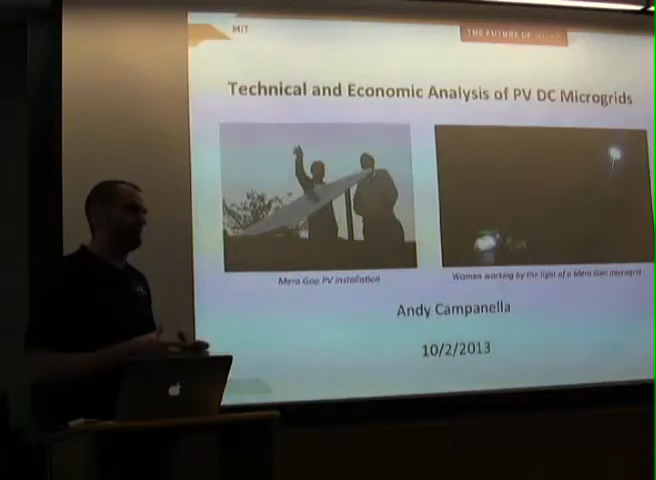 MIT
THE FUTURE OF SOLAR
Technical and Economic Analysis of PV DC Microgrids
Mera Gao PV installation
Women working by the light of a Mera Gao microgrid
Andy Campanella
10/2/2013